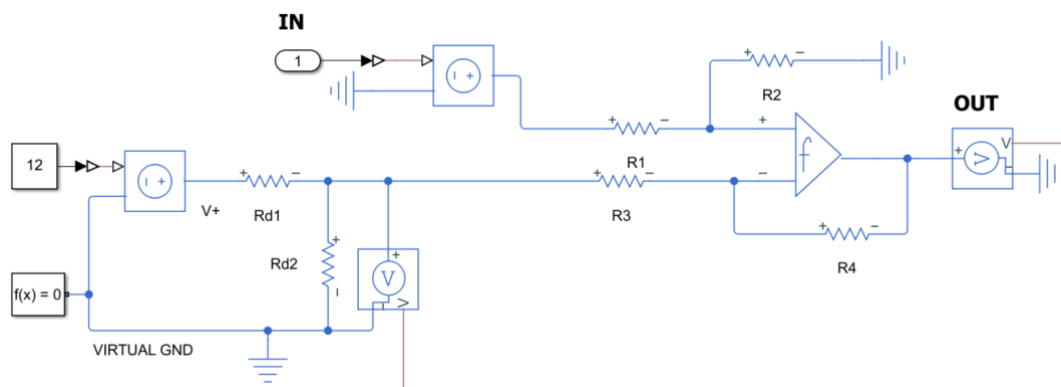 IN
1
R2
OUT
R1
12
V+
Rd1
R3
Rd2
R4
f(x) = 0
VIRTUAL GND
V
V
V
V
f